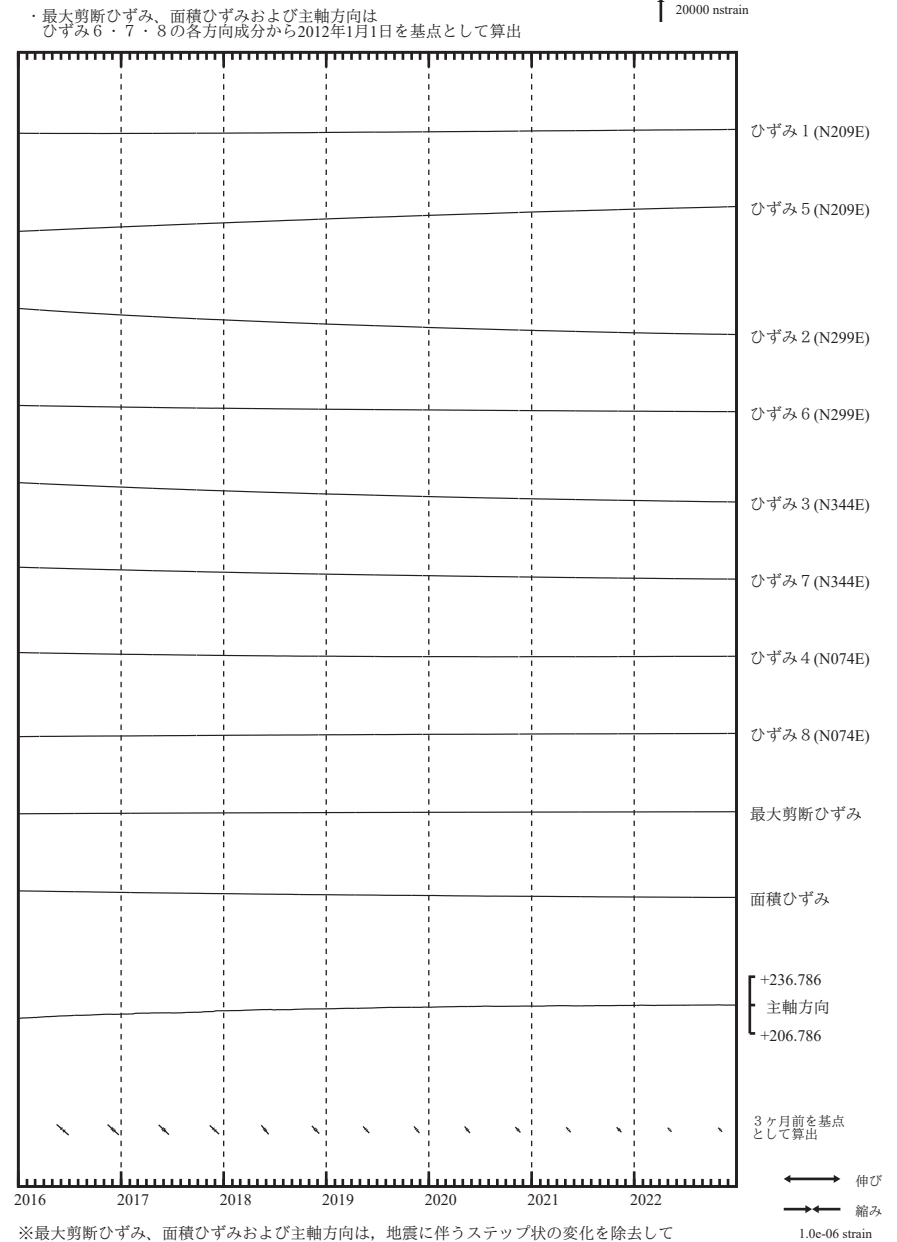 ・最大剪断ひずみ、面積ひずみおよび主軸方向は
ひずみ６・７・８の各方向成分から2012年1月1日を基点として算出
20000 nstrain
ひずみ１(N209E)
ひずみ５(N209E)
ひずみ２(N299E)
ひずみ６(N299E)
ひずみ３(N344E)
ひずみ７(N344E)
ひずみ４(N074E)
ひずみ８(N074E)
最大剪断ひずみ
面積ひずみ
+236.786
主軸方向
+206.786
３ヶ月前を基点
として算出
2016 2017 2018 2019 2020 2021 2022
伸び
縮み
1.0e-06 strain
※最大剪断ひずみ、面積ひずみおよび主軸方向は，地震に伴うステップ状の変化を除去して